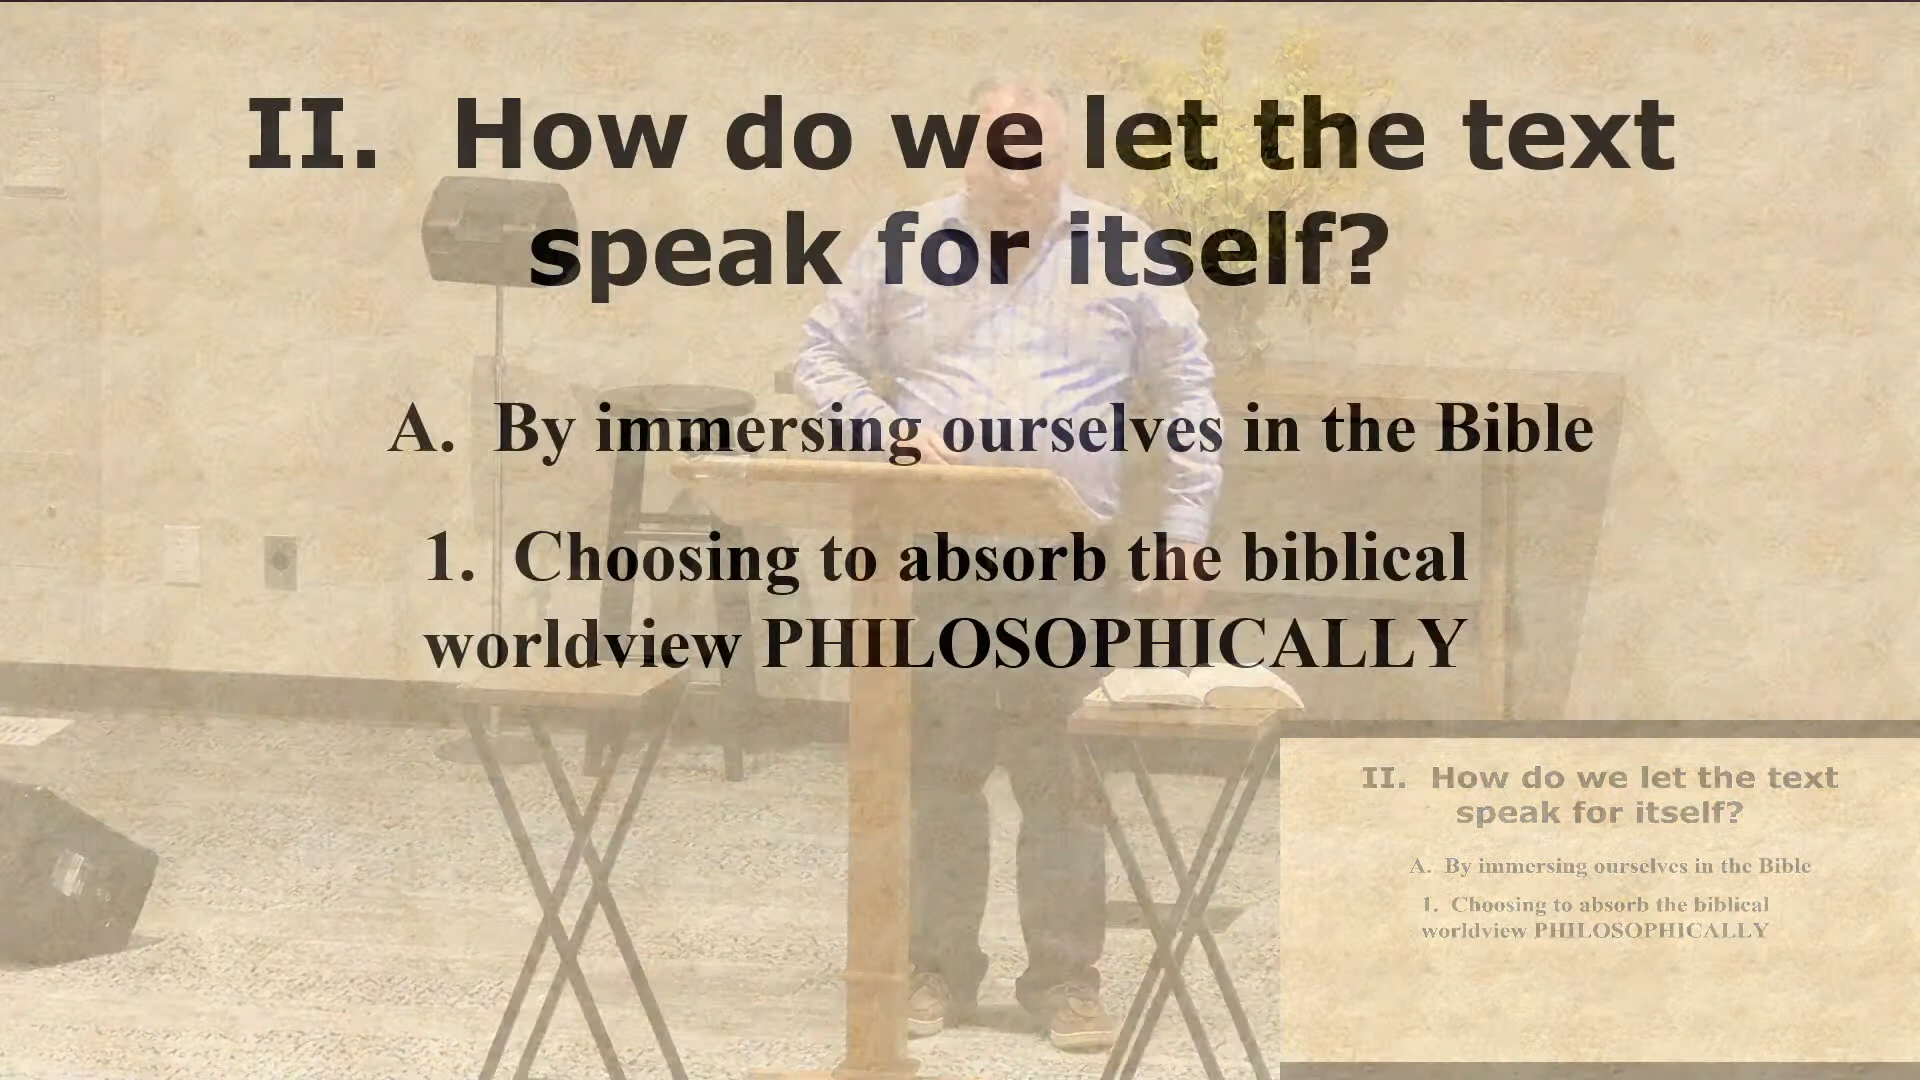 II. How do we let the text
speak for itself?
A. By immersing ourselves in the Bible
1. Choosing to absorb the biblical
worldview PHILOSOPHICALLY
II. How do we let the text
speak for itself?
A. By immersing ourselves in the Bible
1. Choosing to absorb the biblical
worldview PHILOSOPHICALLY